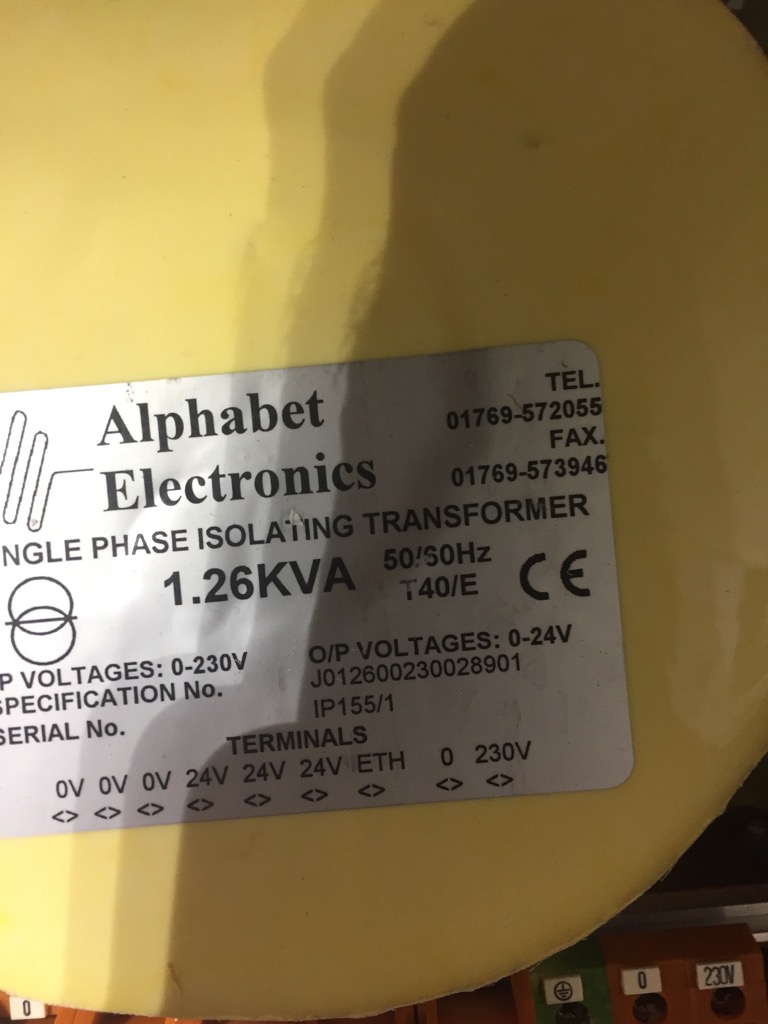 Alphabet
Electronics
TEL.
01769-572055
FAX.
01769-573946
NGLE PHASE ISOLATING TRANSFORMER
1.26KVA
50/60Hz
T40/E
CE
P VOLTAGES: 0-230V
O/P VOLTAGES: 0-24V
SPECIFICATION No.
J012600230028901
SERIAL No.
IP155/1
TERMINALS
0V 0V 0V 24V 24V 24V ETH 0 230V
<> <> <> <> <> <> <> <> <>
0
0
230V